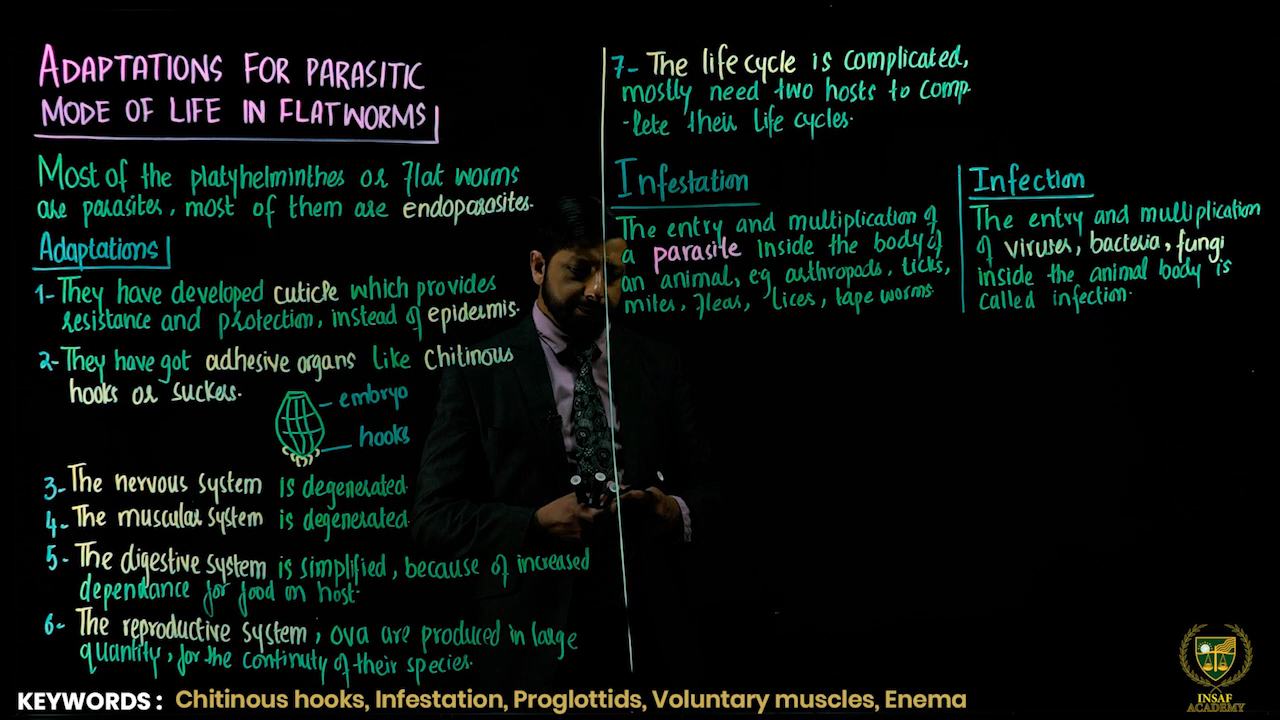 ADAPTATIONS FOR PARASITIC
MODE OF LIFE IN FLATWORMS
Most of the platyhelminthes or flat worms
are parasites, most of them are endoparasites.
Adaptations
1- They have developed cuticle which provides
resistance and protection, instead of epidermis.
2- They have got adhesive organs like chitinous
hooks or suckers.
embryo
hooks
3- The nervous system is degenerated.
4- The muscular system is degenerated.
5- The digestive system is simplified, because of increased
dependance for food on host.
6- The reproductive system, ova are produced in large
quantity, for the continuity of their species.
7- The life cycle is complicated,
mostly need two hosts to comp-
-lete their life cycles.
Infestation
The entry and multiplication of
a parasite inside the body of
an animal, eg arthropods, ticks,
mites, fleas, lices, tape worms.
Infection
The entry and multiplication
of viruses, bacteria, fungi
inside the animal body is
called infection.
KEYWORDS : Chitinous hooks, Infestation, Proglottids, Voluntary muscles, Enema
INSAF
ACADEMY